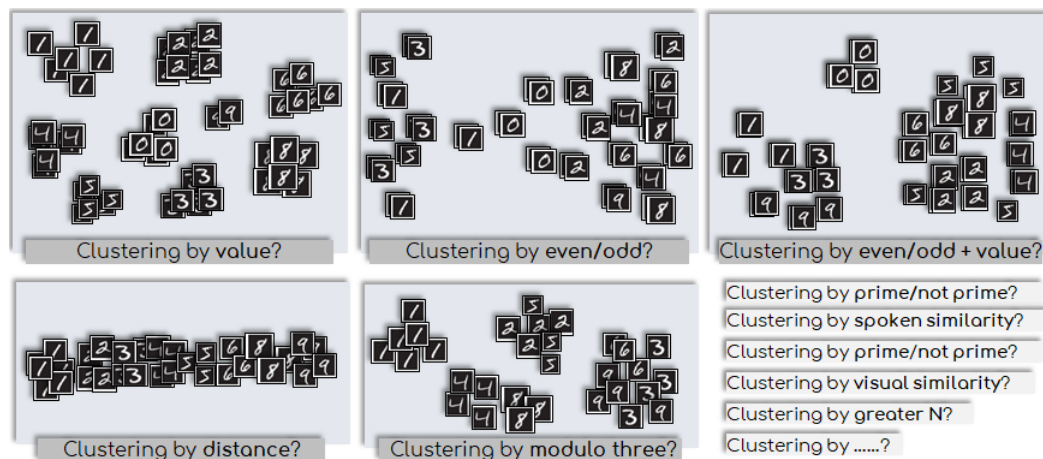 Clustering by value?
Clustering by even/odd?
Clustering by even/odd + value?
Clustering by distance?
Clustering by modulo three?
Clustering by prime/not prime?
Clustering by spoken similarity?
Clustering by prime/not prime?
Clustering by visual similarity?
Clustering by greater N?
Clustering by ......?